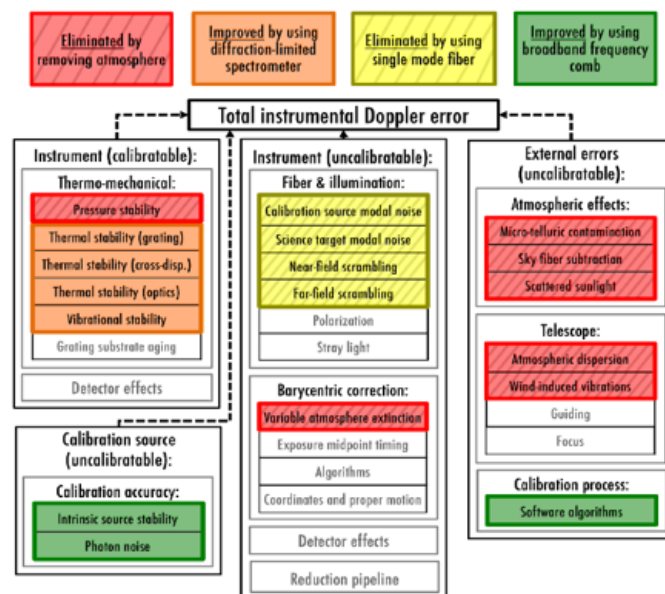 Eliminated by
removing atmosphere
Improved by using
diffraction-limited
spectrometer
Eliminated by using
single mode fiber
Improved by using
broadband frequency
comb
Total instrumental Doppler error
Instrument (calibratable):
Thermo-mechanical:
Pressure stability
Thermal stability (grating)
Thermal stability (cross-disp.)
Thermal stability (optics)
Vibrational stability
Grating substrate aging
Detector effects
Calibration source
(uncalibratable):
Calibration accuracy:
Intrinsic source stability
Photon noise
Instrument (uncalibratable):
Fiber & illumination:
Calibration source modal noise
Science target modal noise
Near-field scrambling
Far-field scrambling
Polarization
Stray light
Barycentric correction:
Variable atmosphere extinction
Exposure midpoint timing
Algorithms
Coordinates and proper motion
Detector effects
Reduction pipeline
External errors
(uncalibratable):
Atmospheric effects:
Micro-telluric contamination
Sky fiber subtraction
Scattered sunlight
Telescope:
Atmospheric dispersion
Wind-induced vibrations
Guiding
Focus
Calibration process:
Software algorithms